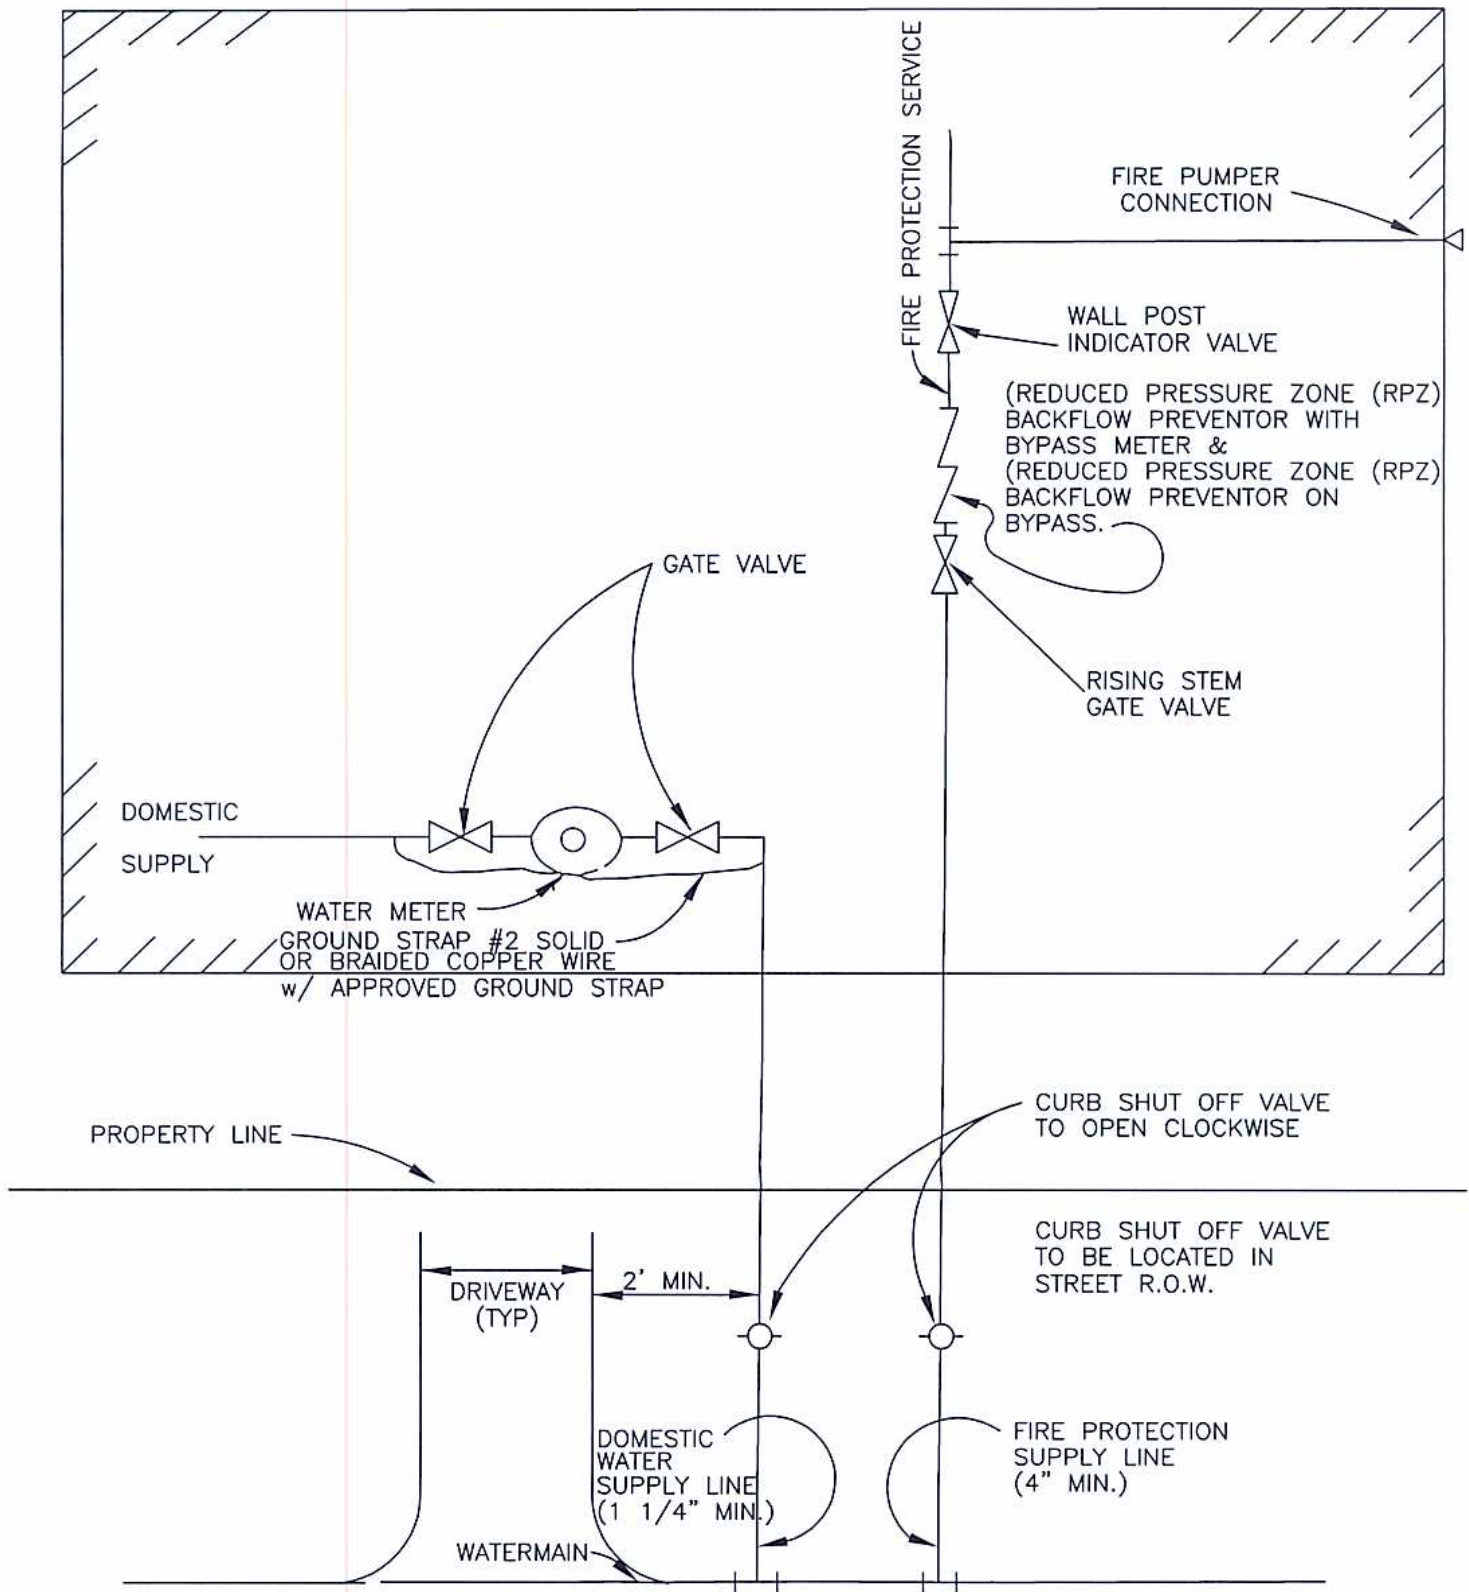 FIRE PROTECTION SERVICE
FIRE PUMPER
CONNECTION
WALL POST
INDICATOR VALVE
(REDUCED PRESSURE ZONE (RPZ)
BACKFLOW PREVENTOR WITH
BYPASS METER &
(REDUCED PRESSURE ZONE (RPZ)
BACKFLOW PREVENTOR ON
BYPASS.
GATE VALVE
RISING STEM
GATE VALVE
DOMESTIC
SUPPLY
WATER METER
GROUND STRAP #2 SOLID
OR BRAIDED COPPER WIRE
w/ APPROVED GROUND STRAP
CURB SHUT OFF VALVE
TO OPEN CLOCKWISE
PROPERTY LINE
CURB SHUT OFF VALVE
TO BE LOCATED IN
STREET R.O.W.
DRIVEWAY
(TYP)
2' MIN.
DOMESTIC
WATER
SUPPLY LINE
(1 1/4" MIN.)
FIRE PROTECTION
SUPPLY LINE
(4" MIN.)
WATERMAIN